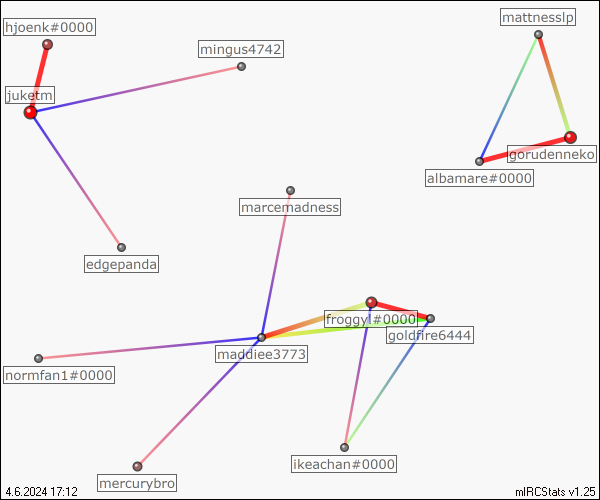 mattnesslp
hjoenk#0000
mingus4742
juketm
gorudenneko
albamare#0000
marcemadness
edgepanda
froggyl#0000
goldfire6444
maddiee3773
normfan1#0000
ikeachan#0000
mercurybro
4.6.2024 17:12
mIRCStats v1.25